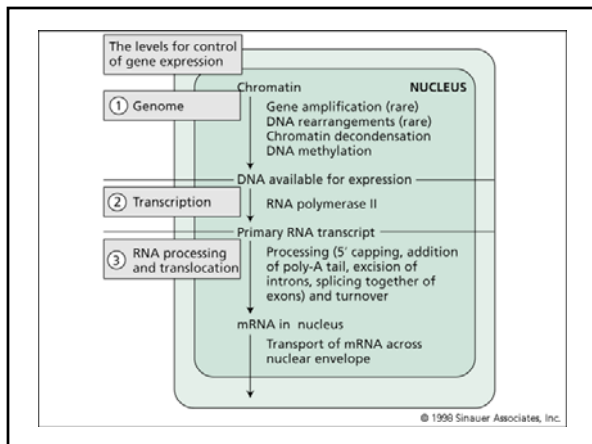 The levels for control
of gene expression
NUCLEUS
Chromatin
① Genome
Gene amplification (rare)
DNA rearrangements (rare)
Chromatin decondensation
DNA methylation
DNA available for expression
② Transcription
RNA polymerase II
Primary RNA transcript
③ RNA processing
and translocation
Processing (5' capping, addition
of poly-A tail, excision of
introns, splicing together of
exons) and turnover
mRNA in nucleus
Transport of mRNA across
nuclear envelope
© 1998 Sinauer Associates, Inc.